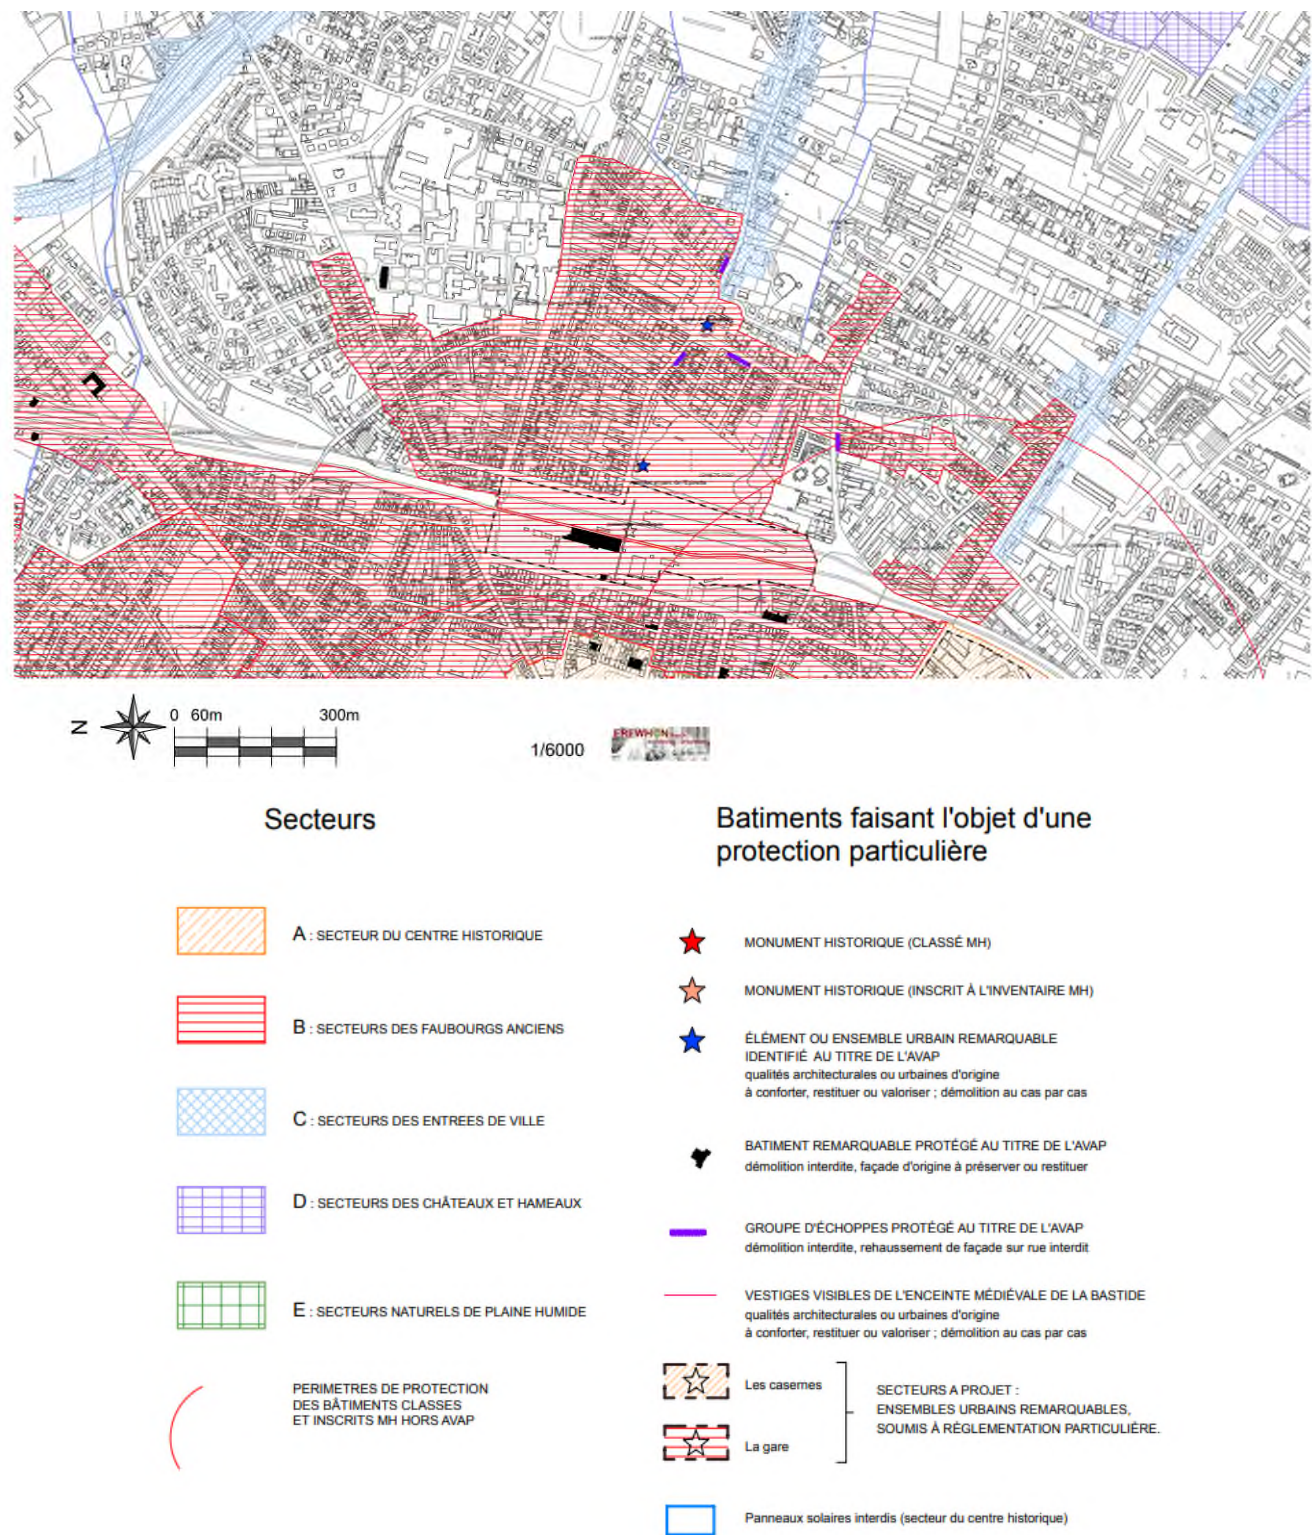 N
0 60m 300m
1/6000
EREWHON
Secteurs
A : SECTEUR DU CENTRE HISTORIQUE
B : SECTEURS DES FAUBOURGS ANCIENS
C : SECTEURS DES ENTREES DE VILLE
D : SECTEURS DES CHÂTEAUX ET HAMEAUX
E : SECTEURS NATURELS DE PLAINE HUMIDE
PERIMETRES DE PROTECTION
DES BÂTIMENTS CLASSES
ET INSCRITS MH HORS AVAP
Batiments faisant l'objet d'une
protection particulière
MONUMENT HISTORIQUE (CLASSÉ MH)
MONUMENT HISTORIQUE (INSCRIT À L'INVENTAIRE MH)
ÉLÉMENT OU ENSEMBLE URBAIN REMARQUABLE
IDENTIFIÉ AU TITRE DE L'AVAP
qualités architecturales ou urbaines d'origine
à conforter, restituer ou valoriser ; démolition au cas par cas
BATIMENT REMARQUABLE PROTÉGÉ AU TITRE DE L'AVAP
démolition interdite, façade d'origine à préserver ou restituer
GROUPE D'ÉCHOPPES PROTÉGÉ AU TITRE DE L'AVAP
démolition interdite, rehaussement de façade sur rue interdit
VESTIGES VISIBLES DE L'ENCEINTE MÉDIÉVALE DE LA BASTIDE
qualités architecturales ou urbaines d'origine
à conforter, restituer ou valoriser ; démolition au cas par cas
Les casernes
La gare
SECTEURS A PROJET :
ENSEMBLES URBAINS REMARQUABLES,
SOUMIS À RÉGLEMENTATION PARTICULIÈRE.
Panneaux solaires interdis (secteur du centre historique)